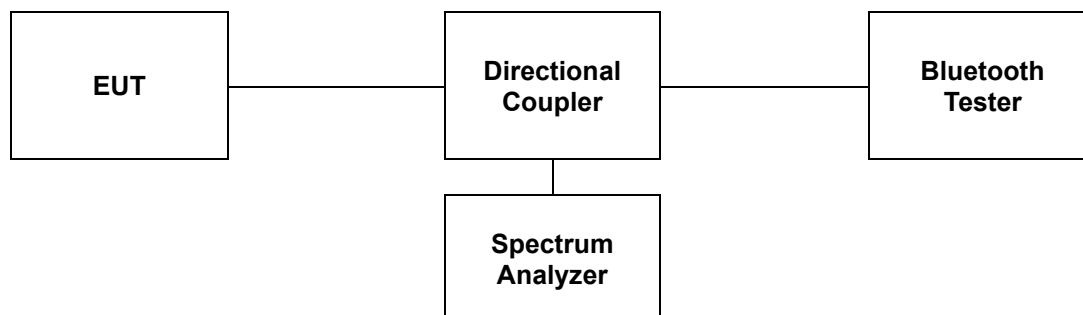 EUT
Directional
Coupler
Bluetooth
Tester
Spectrum
Analyzer